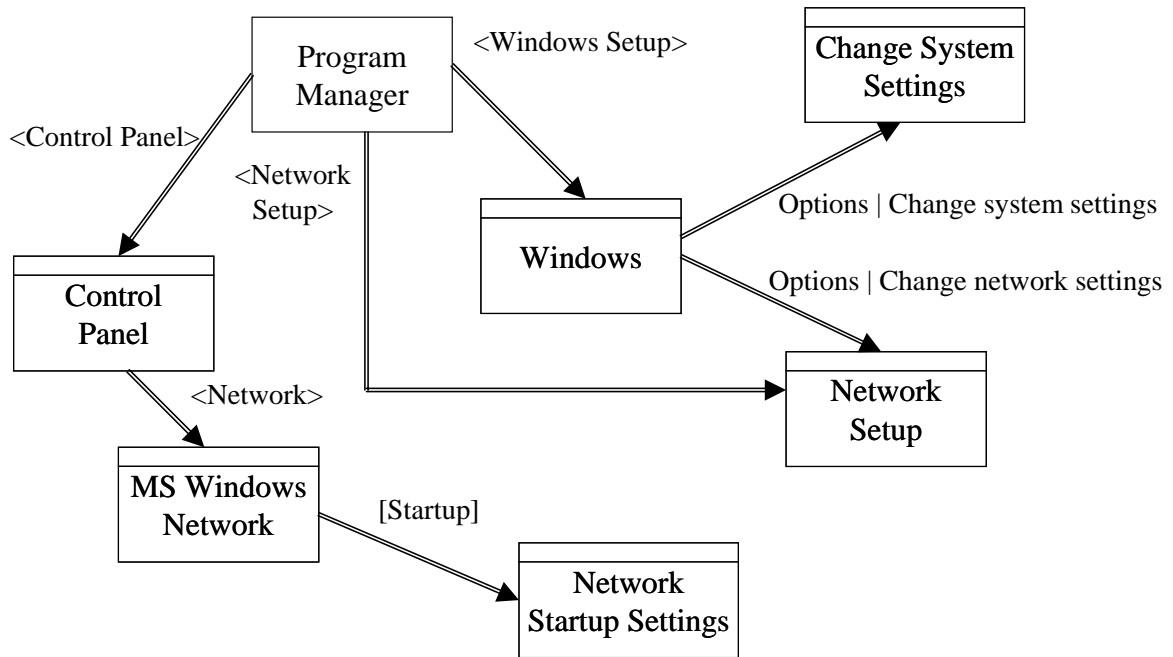 <Windows Setup>
Change System
Settings
Program
Manager
<Control Panel>
<Network
Setup>
Options | Change system settings
Windows
Options | Change network settings
Control
Panel
Network
Setup
<Network>
MS Windows
Network
[Startup]
Network
Startup Settings